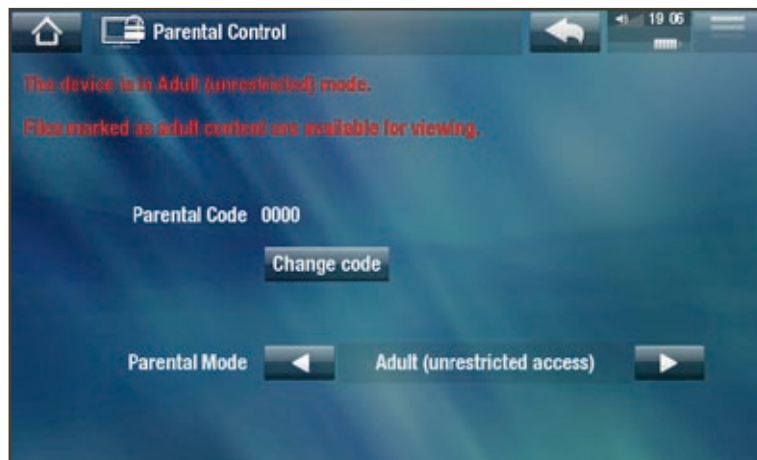 Parental Control
19 06
The device is in Adult (unrestricted) mode.
Files marked as adult content are available for viewing.
Parental Code 0000
Change code
Parental Mode Adult (unrestricted access)